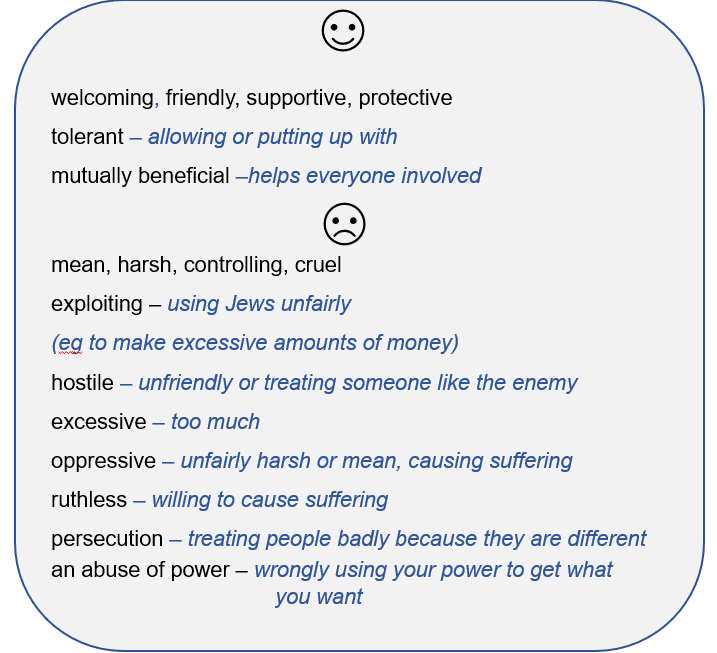 welcoming, friendly, supportive, protective
tolerant – allowing or putting up with
mutually beneficial –helps everyone involved
mean, harsh, controlling, cruel
exploiting – using Jews unfairly
(eg to make excessive amounts of money)
hostile – unfriendly or treating someone like the enemy
excessive – too much
oppressive – unfairly harsh or mean, causing suffering
ruthless – willing to cause suffering
persecution – treating people badly because they are different
an abuse of power – wrongly using your power to get what
you want